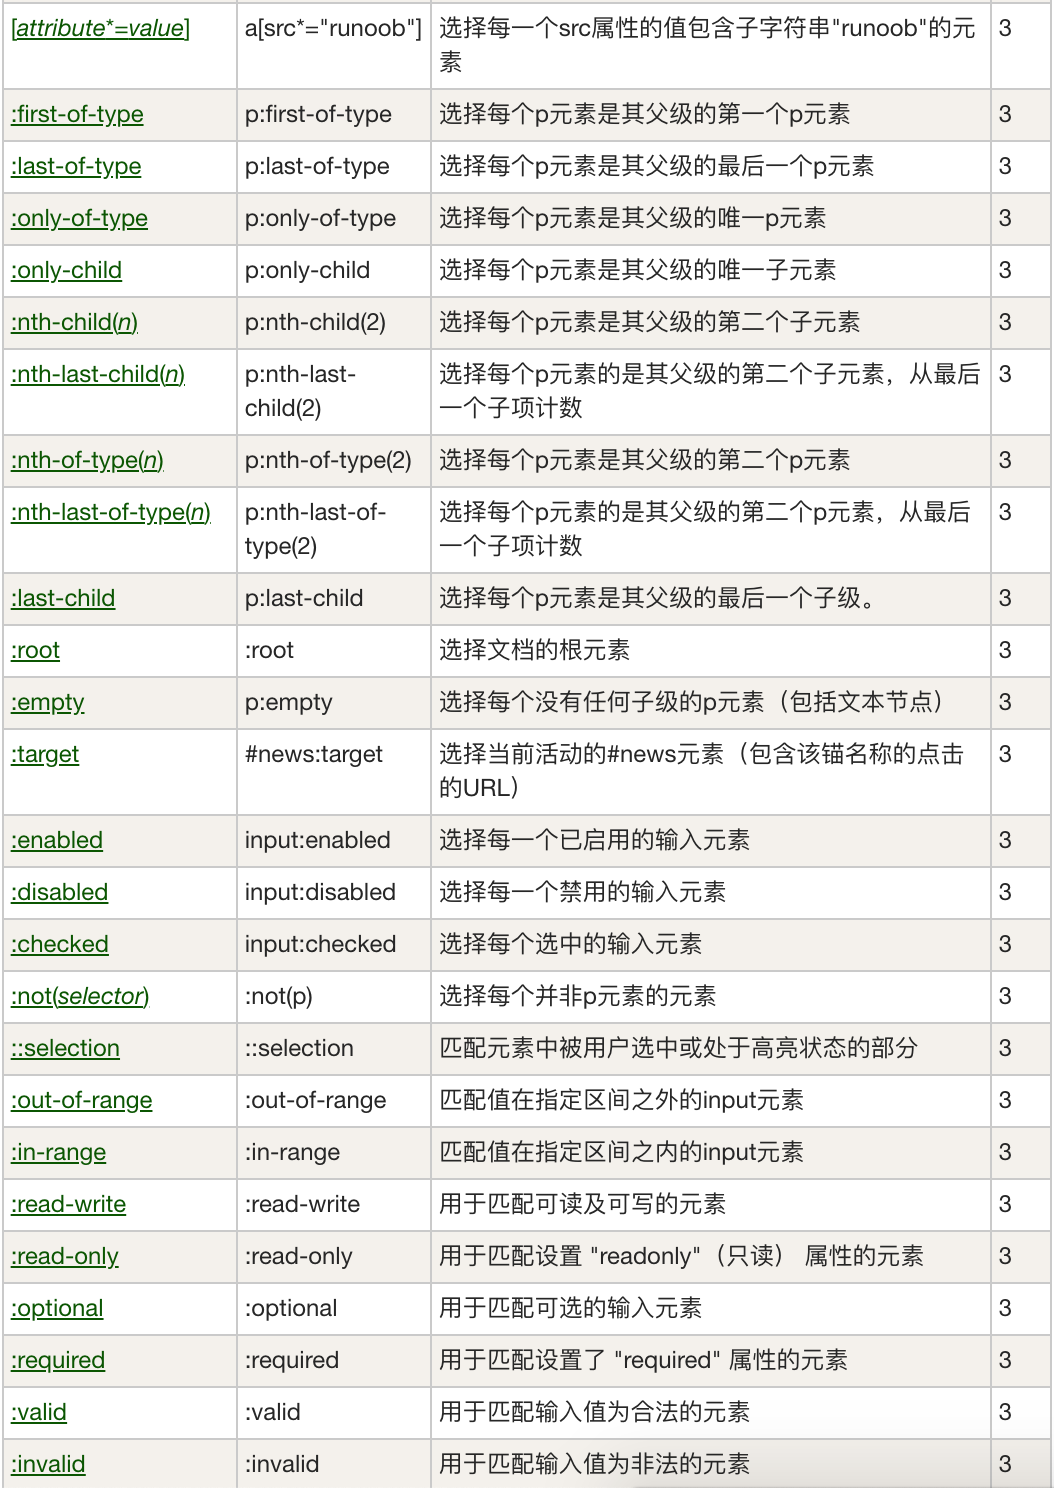 [attribute*=value] a[src*="runoob"] 选择每一个src属性的值包含子字符串"runoob"的元 3
素
:first-of-type p:first-of-type 选择每个p元素是其父级的第一个p元素 3
:last-of-type p:last-of-type 选择每个p元素是其父级的最后一个p元素 3
:only-of-type p:only-of-type 选择每个p元素是其父级的唯一p元素 3
:only-child p:only-child 选择每个p元素是其父级的唯一子元素 3
:nth-child(n) p:nth-child(2) 选择每个p元素是其父级的第二个子元素 3
:nth-last-child(n) p:nth-last- 选择每个p元素的是其父级的第二个子元素，从最后 3
child(2) 一个子项计数
:nth-of-type(n) p:nth-of-type(2) 选择每个p元素是其父级的第二个p元素 3
:nth-last-of-type(n) p:nth-last-of- 选择每个p元素的是其父级的第二个p元素，从最后 3
type(2) 一个子项计数
:last-child p:last-child 选择每个p元素是其父级的最后一个子级。 3
:root :root 选择文档的根元素 3
:empty p:empty 选择每个没有任何子级的p元素（包括文本节点） 3
:target #news:target 选择当前活动的#news元素（包含该锚名称的点击 3
的URL）
:enabled input:enabled 选择每一个已启用的输入元素 3
:disabled input:disabled 选择每一个禁用的输入元素 3
:checked input:checked 选择每个选中的输入元素 3
:not(selector) :not(p) 选择每个并非p元素的元素 3
::selection ::selection 匹配元素中被用户选中或处于高亮状态的部分 3
:out-of-range :out-of-range 匹配值在指定区间之外的input元素 3
:in-range :in-range 匹配值在指定区间之内的input元素 3
:read-write :read-write 用于匹配可读及可写的元素 3
:read-only :read-only 用于匹配设置 "readonly"（只读） 属性的元素 3
:optional :optional 用于匹配可选的输入元素 3
:required :required 用于匹配设置了 "required" 属性的元素 3
:valid :valid 用于匹配输入值为合法的元素 3
:invalid :invalid 用于匹配输入值为非法的元素 3